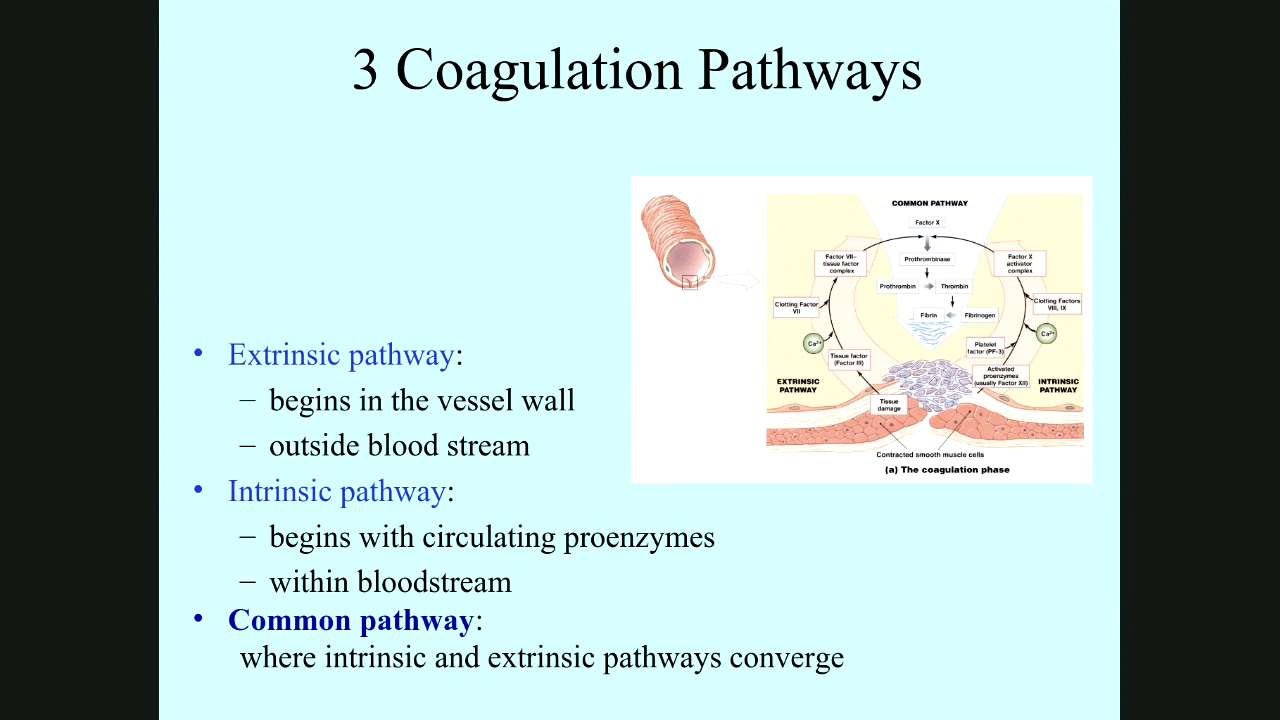 3 Coagulation Pathways
• Extrinsic pathway:
– begins in the vessel wall
– outside blood stream
• Intrinsic pathway:
– begins with circulating proenzymes
– within bloodstream
• Common pathway:
where intrinsic and extrinsic pathways converge
COMMON PATHWAY
Factor X
Factor VII–
tissue factor
complex
Prothrombinase
Factor X
activator
complex
Prothrombin
Thrombin
Clotting Factor
VII
Clotting Factors
VIII, IX
Fibrin
Fibrinogen
Ca²⁺
Ca²⁺
Tissue factor
(Factor III)
Platelet
factor (PF-3)
Activated
proenzymes
(usually Factor XII)
EXTRINSIC
PATHWAY
INTRINSIC
PATHWAY
Tissue
damage
Contracted smooth muscle cells
(a) The coagulation phase